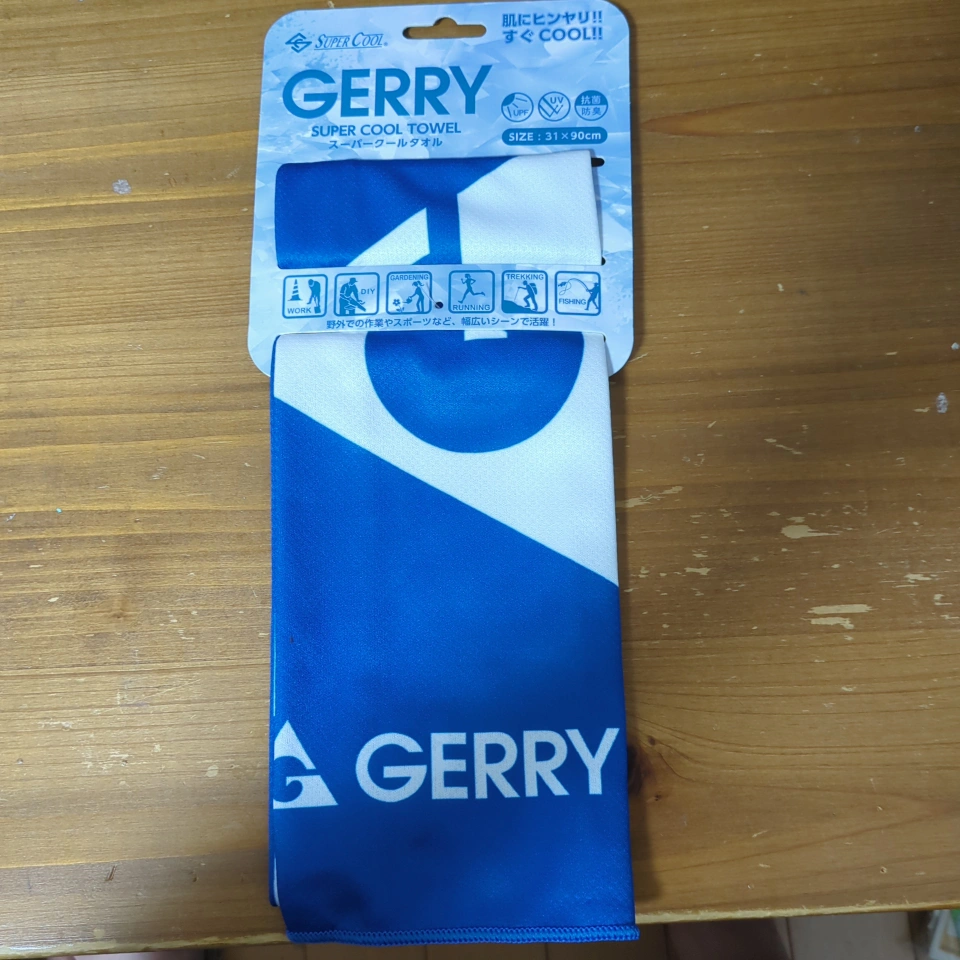 SUPER COOL
肌にヒンヤリ!!
すぐCOOL!!
GERRY
UPF
UV
抗菌
防臭
SUPER COOL TOWEL
スーパークールタオル
SIZE : 31×90cm
WORK
DIY
GARDENING
RUNNING
TREKKING
FISHING
野外での作業やスポーツなど、幅広いシーンで活躍!
G GERRY